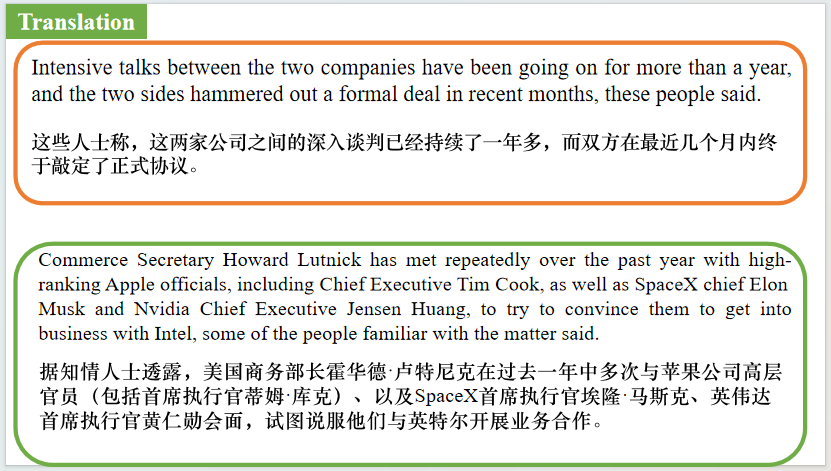 Translation
Intensive talks between the two companies have been going on for more than a year,
and the two sides hammered out a formal deal in recent months, these people said.
这些人士称，这两家公司之间的深入谈判已经持续了一年多，而双方在最近几个月内终
于敲定了正式协议。
Commerce Secretary Howard Lutnick has met repeatedly over the past year with high-
ranking Apple officials, including Chief Executive Tim Cook, as well as SpaceX chief Elon
Musk and Nvidia Chief Executive Jensen Huang, to try to convince them to get into
business with Intel, some of the people familiar with the matter said.
据知情人士透露，美国商务部长霍华德·卢特尼克在过去一年中多次与苹果公司高层
官员（包括首席执行官蒂姆·库克）、以及SpaceX首席执行官埃隆·马斯克、英伟达
首席执行官黄仁勋会面，试图说服他们与英特尔开展业务合作。